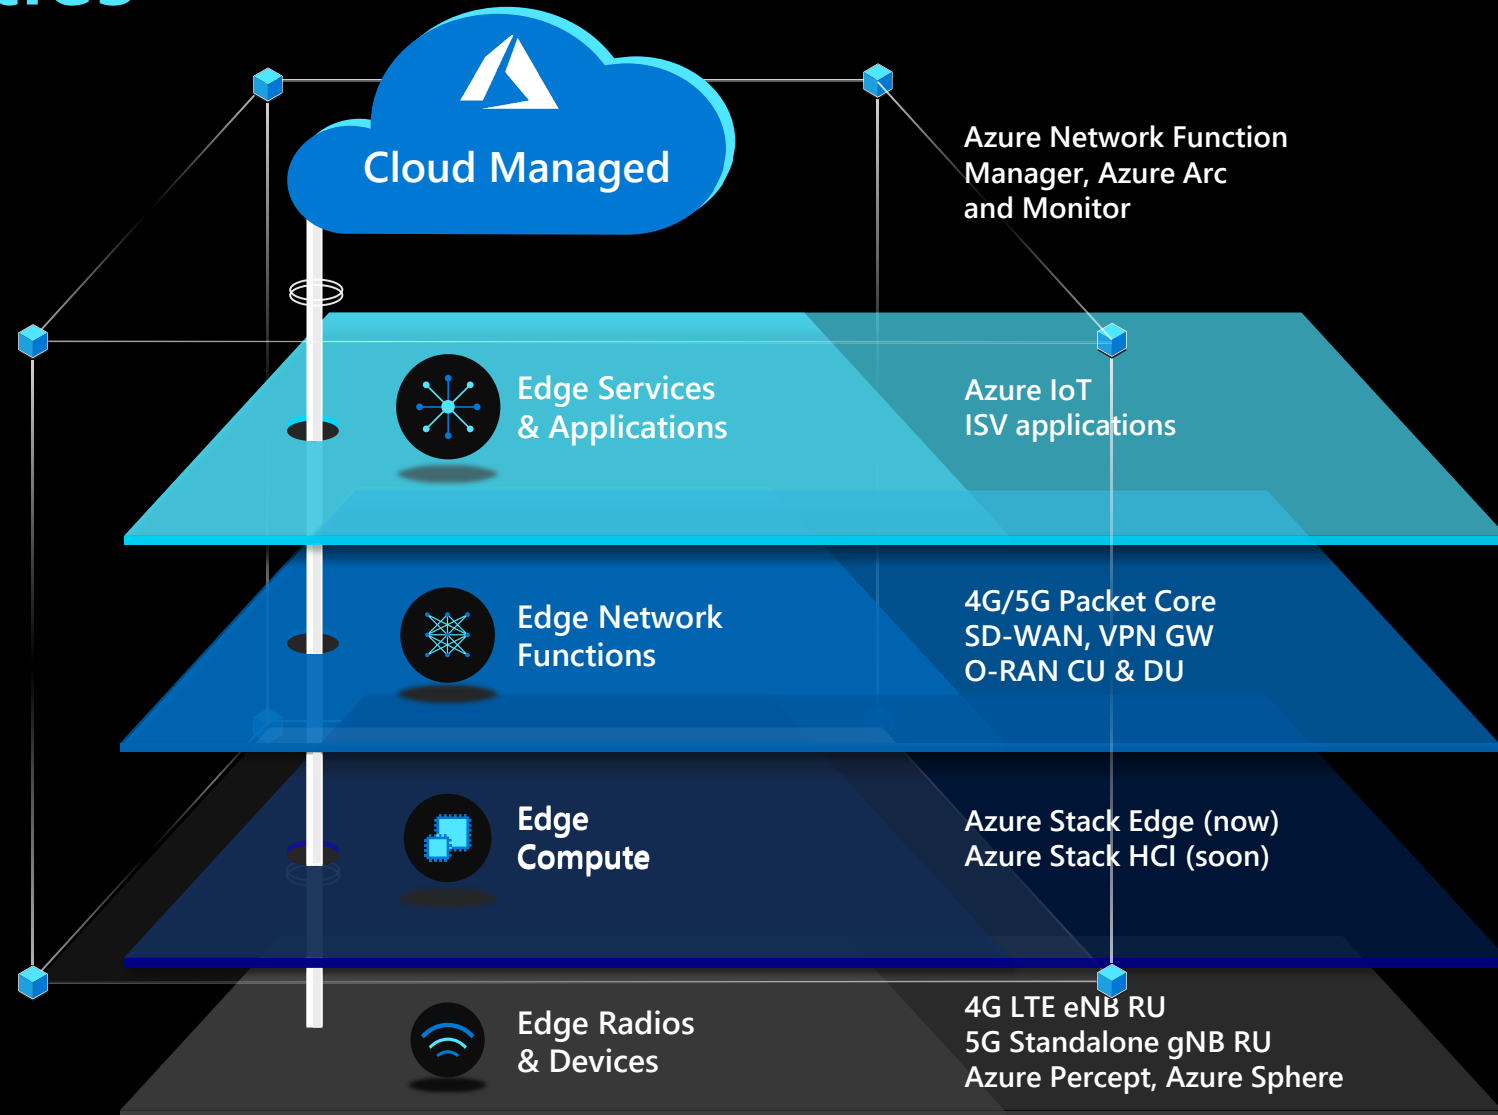 Cloud Managed
Azure Network Function
Manager, Azure Arc
and Monitor
Edge Services
& Applications
Azure IoT
ISV applications
Edge Network
Functions
4G/5G Packet Core
SD-WAN, VPN GW
O-RAN CU & DU
Edge
Compute
Azure Stack Edge (now)
Azure Stack HCI (soon)
Edge Radios
& Devices
4G LTE eNB RU
5G Standalone gNB RU
Azure Percept, Azure Sphere